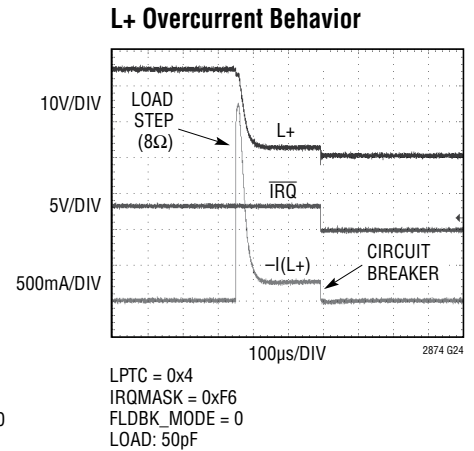 L+ Overcurrent Behavior
10V/DIV
LOAD
STEP
(8Ω)
L+
5V/DIV
IRQ
500mA/DIV
–I(L+)
CIRCUIT
BREAKER
100µs/DIV
2874 G24
LPTC = 0x4
IRQMASK = 0xF6
FLDBK_MODE = 0
LOAD: 50pF
0